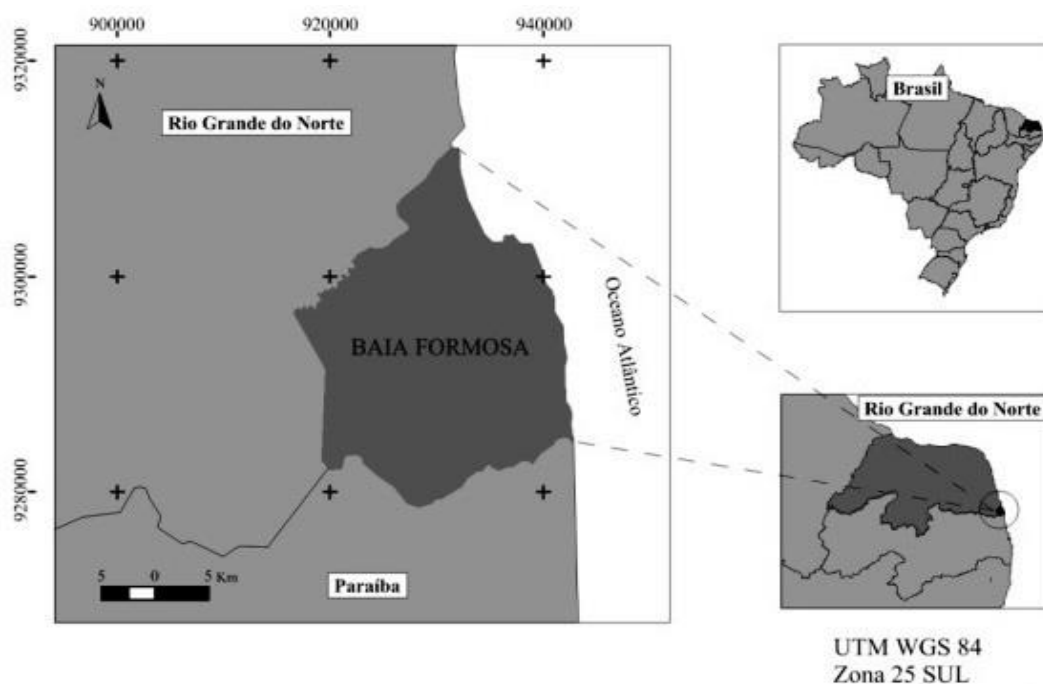 900000
920000
940000
9320000
9300000
9280000
N
Rio Grande do Norte
BAIA FORMOSA
Oceano Atlântico
5 0 5 Km
Paraíba
Brasil
Rio Grande do Norte
UTM WGS 84
Zona 25 SUL